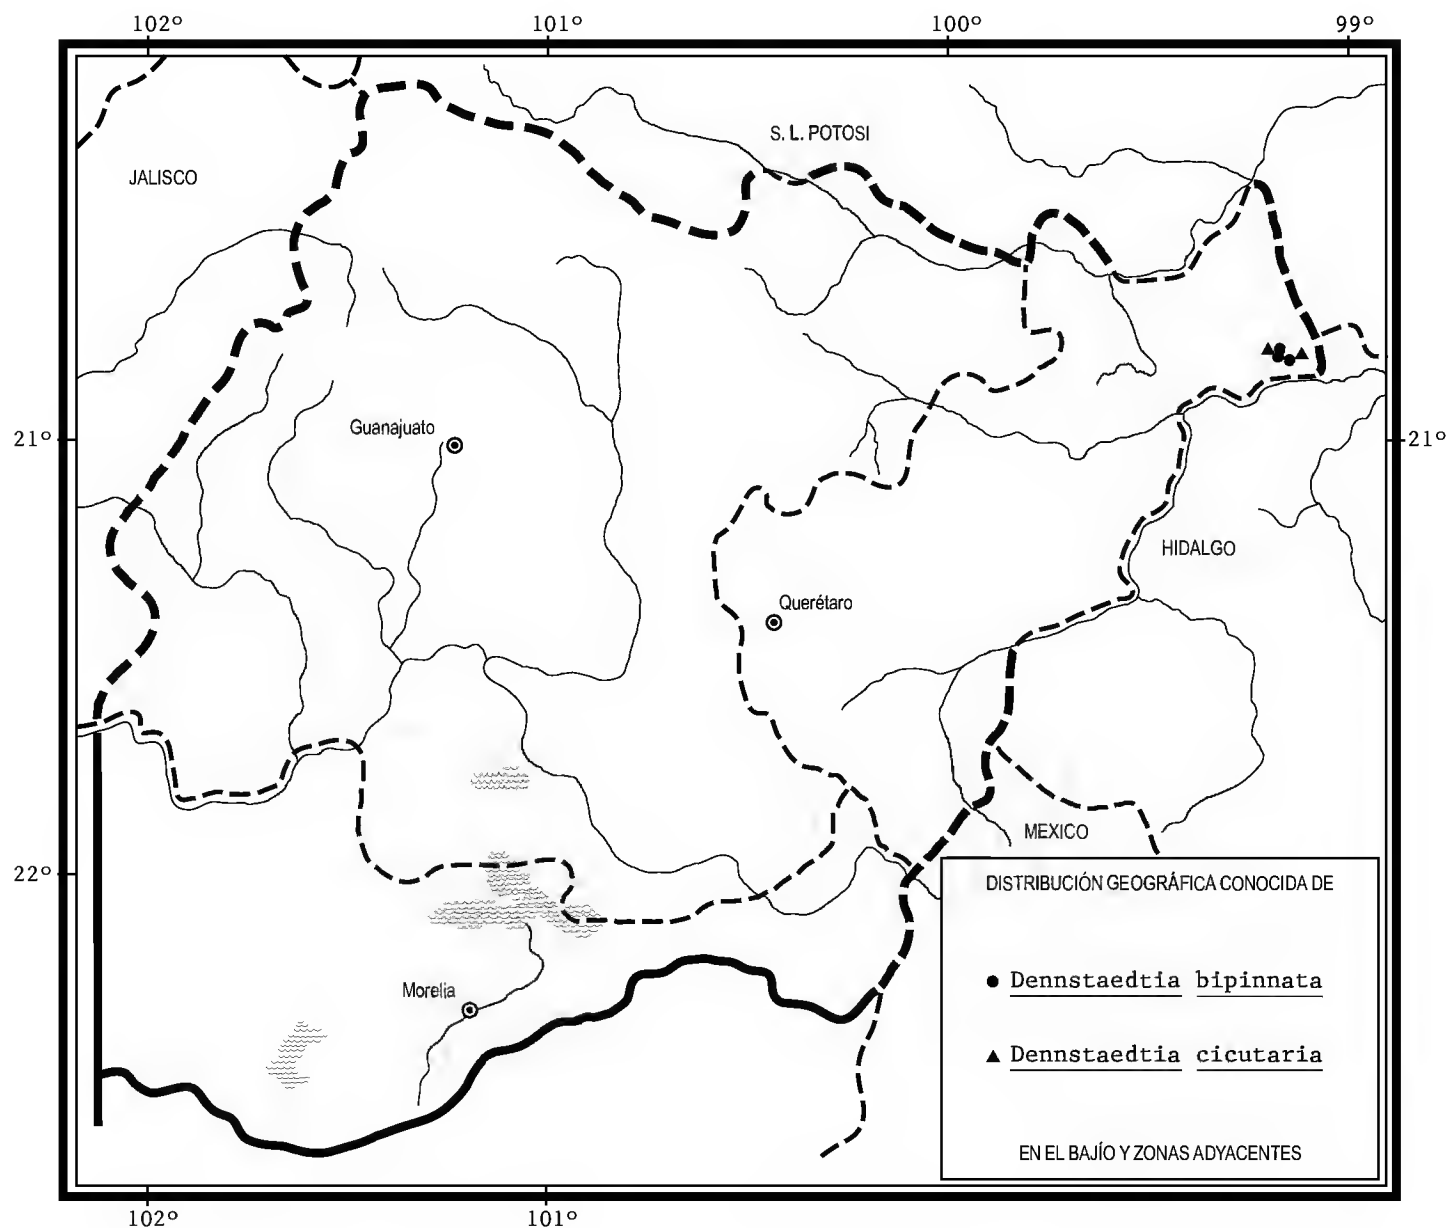 102° 101° 100° 99°
S. L. POTOSI
JALISCO
Guanajuato
21° 21°
HIDALGO
Querétaro
MEXICO
22°
DISTRIBUCIÓN GEOGRÁFICA CONOCIDA DE
Dennstaedtia bipinnata
Morelia
Dennstaedtia cicutaria
EN EL BAJÍO Y ZONAS ADYACENTES
102° 101°